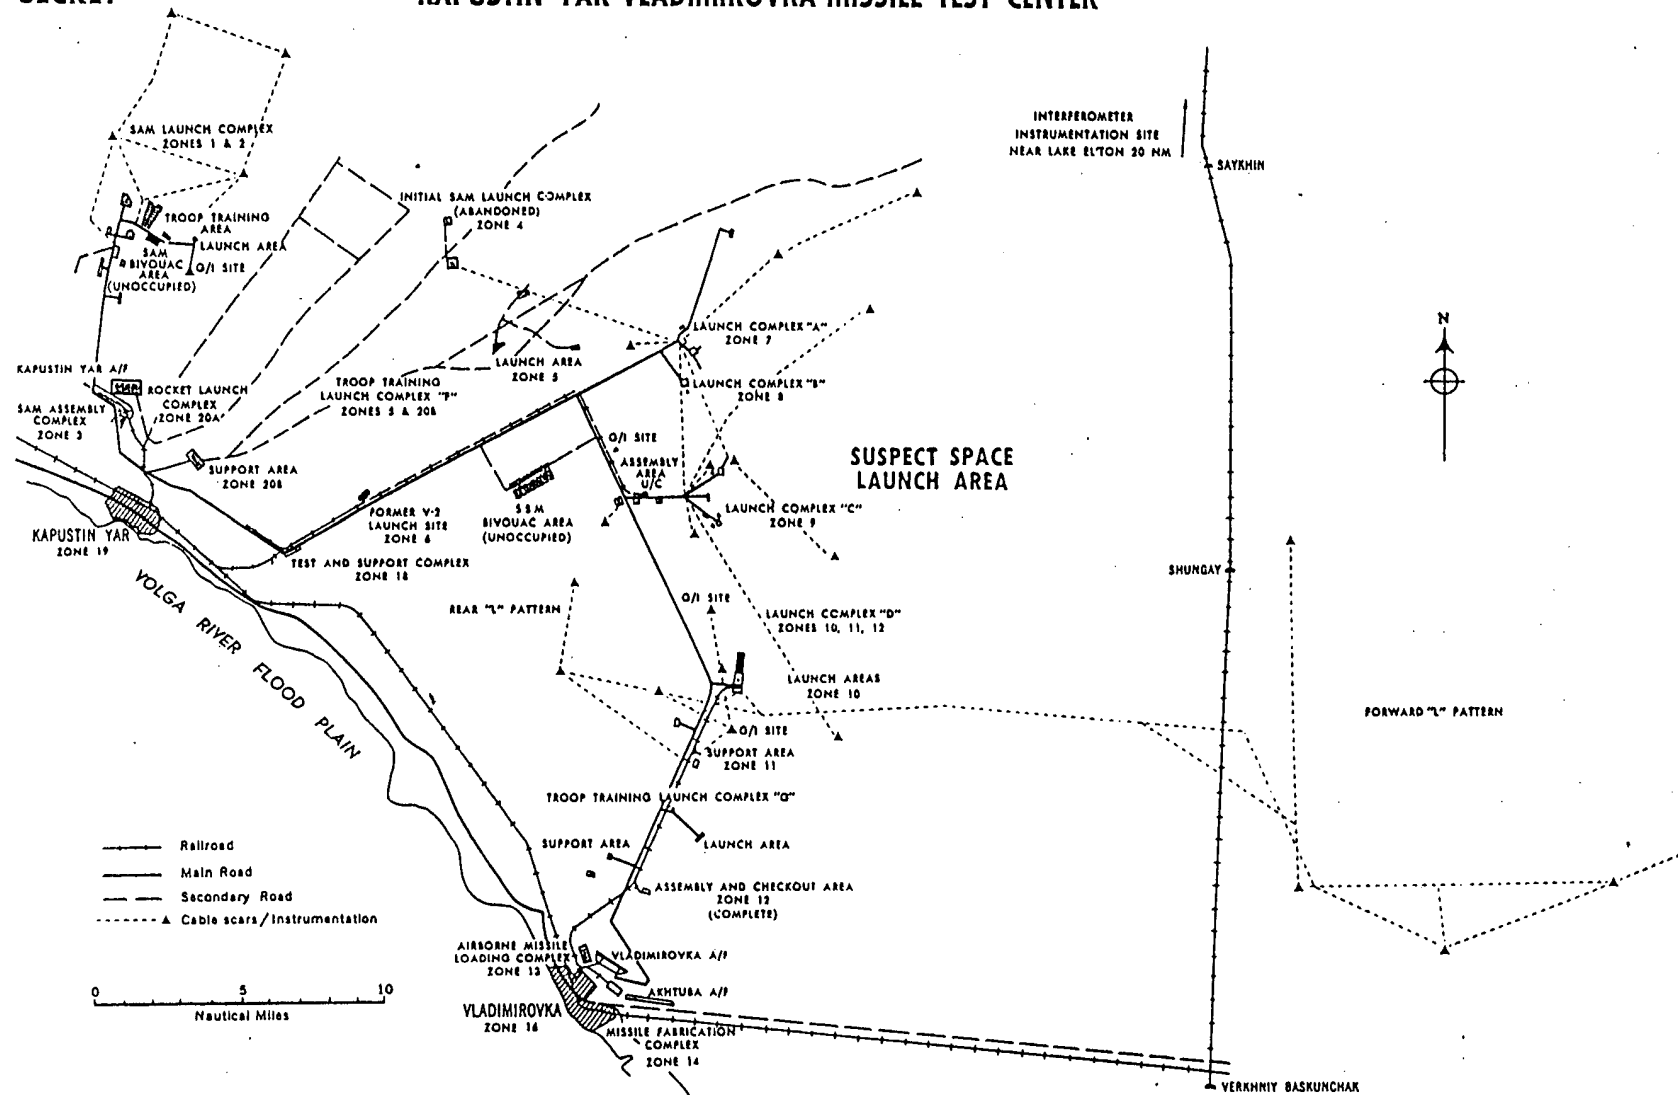 SECRET
KAPUSTIN YAR-VLADIMIROVKA MISSILE TEST CENTER
SAM LAUNCH COMPLEX
ZONES 1 & 2
TROOP TRAINING
AREA
LAUNCH AREA
SAM
BIVOUAC
AREA
(UNOCCUPIED)
O/I SITE
INITIAL SAM LAUNCH COMPLEX
(ABANDONED)
ZONE 4
INTERFEROMETER
INSTRUMENTATION SITE
NEAR LAKE EL'TON 20 NM
SAYKHIN
N
KAPUSTIN YAR A/F
ROCKET LAUNCH
COMPLEX
ZONE 20A
SAM ASSEMBLY
COMPLEX
ZONE 3
SUPPORT AREA
ZONE 20B
TROOP TRAINING
LAUNCH COMPLEX "F"
ZONES 5 & 20B
LAUNCH AREA
ZONE 5
LAUNCH COMPLEX "A"
ZONE 7
LAUNCH COMPLEX "B"
ZONE 8
O/I SITE
ASSEMBLY
AREA
U/C
SUSPECT SPACE
LAUNCH AREA
KAPUSTIN YAR
ZONE 19
FORMER V-2
LAUNCH SITE
ZONE 6
SSM
BIVOUAC AREA
(UNOCCUPIED)
LAUNCH COMPLEX "C"
ZONE 9
TEST AND SUPPORT COMPLEX
ZONE 18
SHUNGAY
VOLGA RIVER FLOOD PLAIN
REAR "L" PATTERN
O/I SITE
LAUNCH COMPLEX "D"
ZONES 10, 11, 12
LAUNCH AREAS
ZONE 10
FORWARD "L" PATTERN
O/I SITE
SUPPORT AREA
ZONE 11
TROOP TRAINING LAUNCH COMPLEX "G"
SUPPORT AREA
LAUNCH AREA
ASSEMBLY AND CHECKOUT AREA
ZONE 12
(COMPLETE)
Railroad
Main Road
Secondary Road
Cable scars/Instrumentation
0 5 10
Nautical Miles
AIRBORNE MISSILE
LOADING COMPLEX
ZONE 13
VLADIMIROVKA A/F
AKHTUBA A/F
VLADIMIROVKA
ZONE 16
MISSILE FABRICATION
COMPLEX
ZONE 14
VERKHNIY BASKUNCHAK